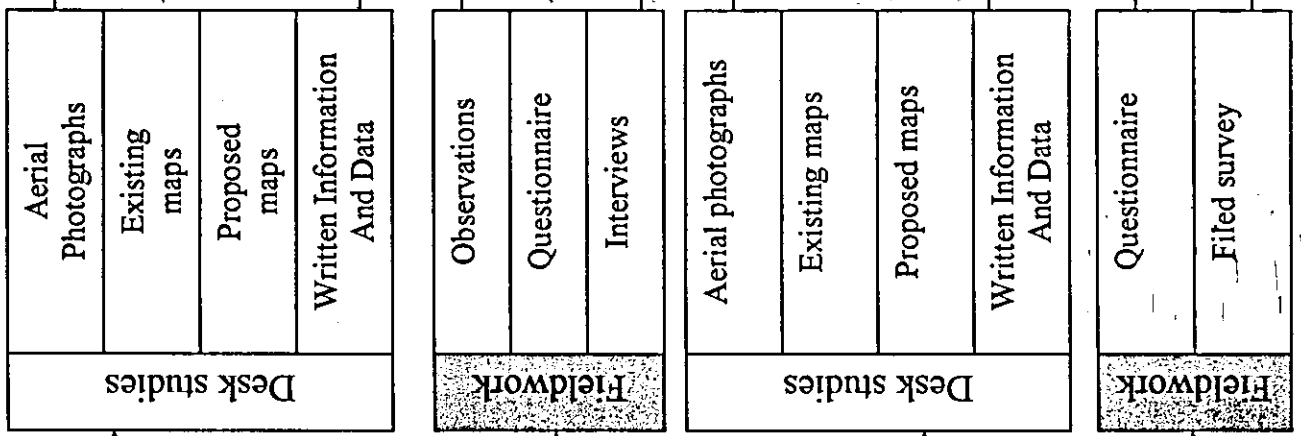 Desk studies
Aerial
Photographs
Existing
maps
Proposed
maps
Written Information
And Data
Fieldwork
Observations
Questionnaire
Interviews
Desk studies
Aerial photographs
Existing maps
Proposed maps
Written Information
And Data
Fieldwork
Questionnaire
Filed survey